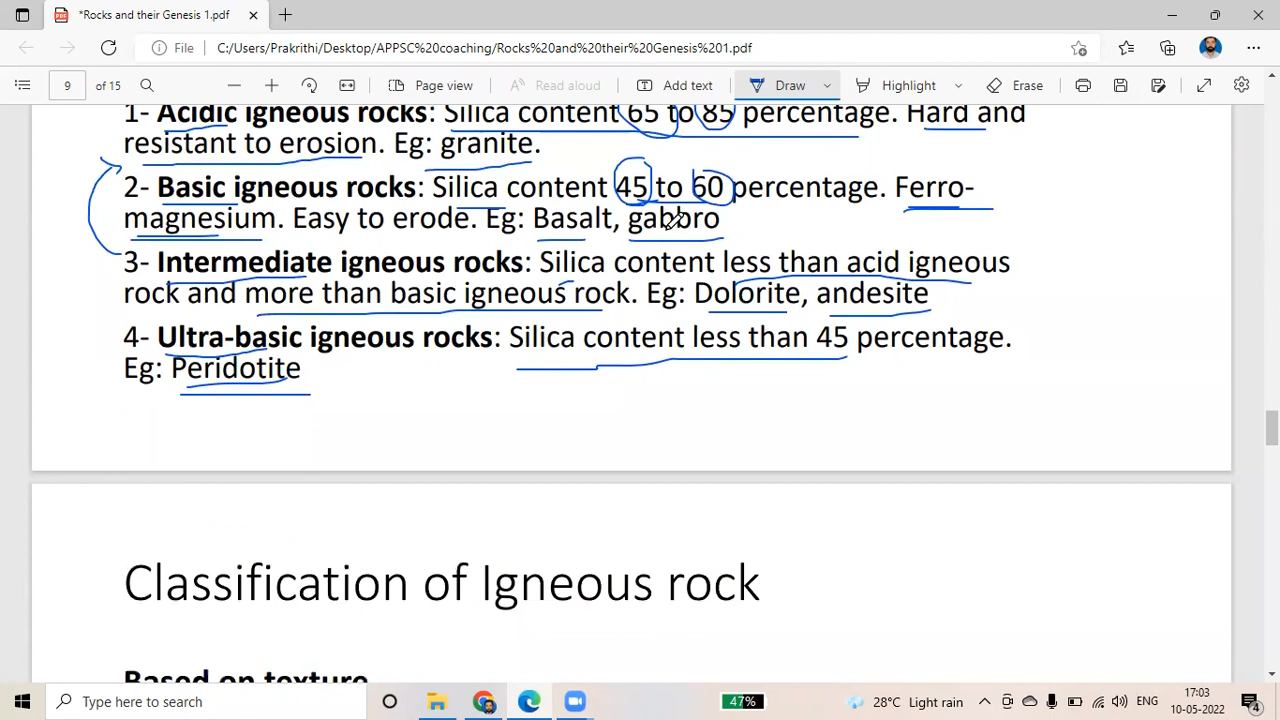 *Rocks and their Genesis 1.pdf
File C:/Users/Prakrithi/Desktop/APPSC%20coaching/Rocks%20and%20their%20Genesis%201.pdf
9 of 15 Page view Read aloud Add text Draw Highlight Erase
1- Acidic igneous rocks: Silica content 65 to 85 percentage. Hard and
resistant to erosion. Eg: granite.
2- Basic igneous rocks: Silica content 45 to 60 percentage. Ferro-
magnesium. Easy to erode. Eg: Basalt, gabbro
3- Intermediate igneous rocks: Silica content less than acid igneous
rock and more than basic igneous rock. Eg: Dolorite, andesite
4- Ultra-basic igneous rocks: Silica content less than 45 percentage.
Eg: Peridotite
Classification of Igneous rock
Based on texture
Type here to search 47% 28°C Light rain ENG 17:03
10-05-2022 4